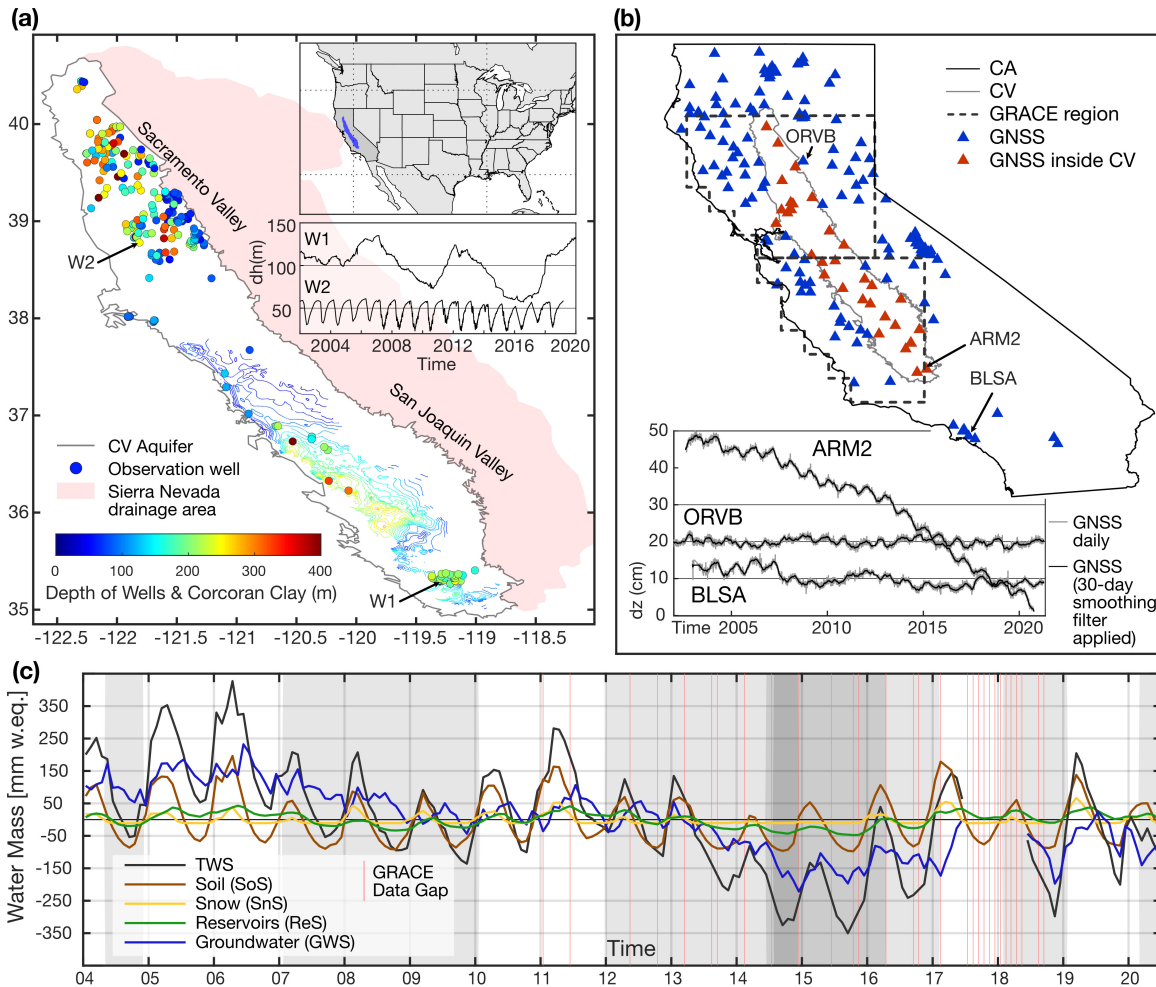 (a)
40
39
38
37
36
35
-122.5
-122
-121.5
-121
-120.5
-120
-119.5
-119
-118.5
Sacramento Valley
San Joaquin Valley
W2
W1
CV Aquifer
Observation well
Sierra Nevada
drainage area
0
100
200
300
400
Depth of Wells & Corcoran Clay (m)
dh(m)
150
100
50
W1
W2
2004
2008
2012
2016
2020
Time
(b)
CA
CV
GRACE region
GNSS
GNSS inside CV
ORVB
ARM2
BLSA
dz (cm)
50
40
30
20
10
0
ARM2
ORVB
BLSA
Time
2005
2010
2015
2020
GNSS
daily
GNSS
(30-day
smoothing
filter
applied)
(c)
Water Mass [mm w.eq.]
350
250
150
50
-50
-150
-250
-350
TWS
Soil (SoS)
Snow (SnS)
Reservoirs (ReS)
Groundwater (GWS)
GRACE
Data Gap
Time
04
05
06
07
08
09
10
11
12
13
14
15
16
17
18
19
20